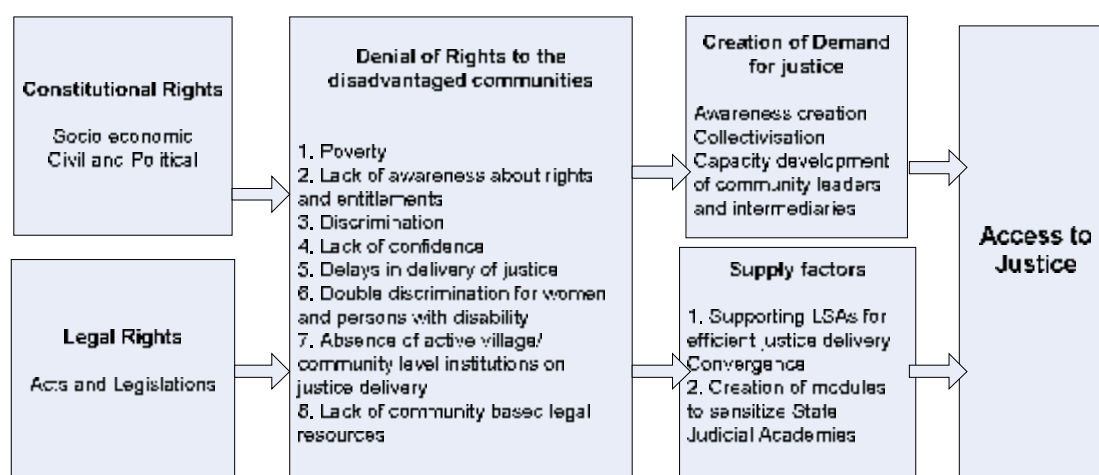 Constitutional Rights
Socio economic
Civil and Political
Legal Rights
Acts and Legislations
Denial of Rights to the
disadvantaged communities
1. Poverty
2. Lack of awareness about rights
and entitlements
3. Discrimination
4. Lack of confidence
5. Delays in delivery of justice
6. Double discrimination for women
and persons with disability
7. Absence of active village/
community level institutions on
justice delivery
8. Lack of community based legal
resources
Creation of Demand
for justice
Awareness creation
Collectivisation
Capacity development
of community leaders
and intermediaries
Supply factors
1. Supporting LSAs for
efficient justice delivery
Convergence
2. Creation of modules
to sensitize State
Judicial Academies
Access to
Justice